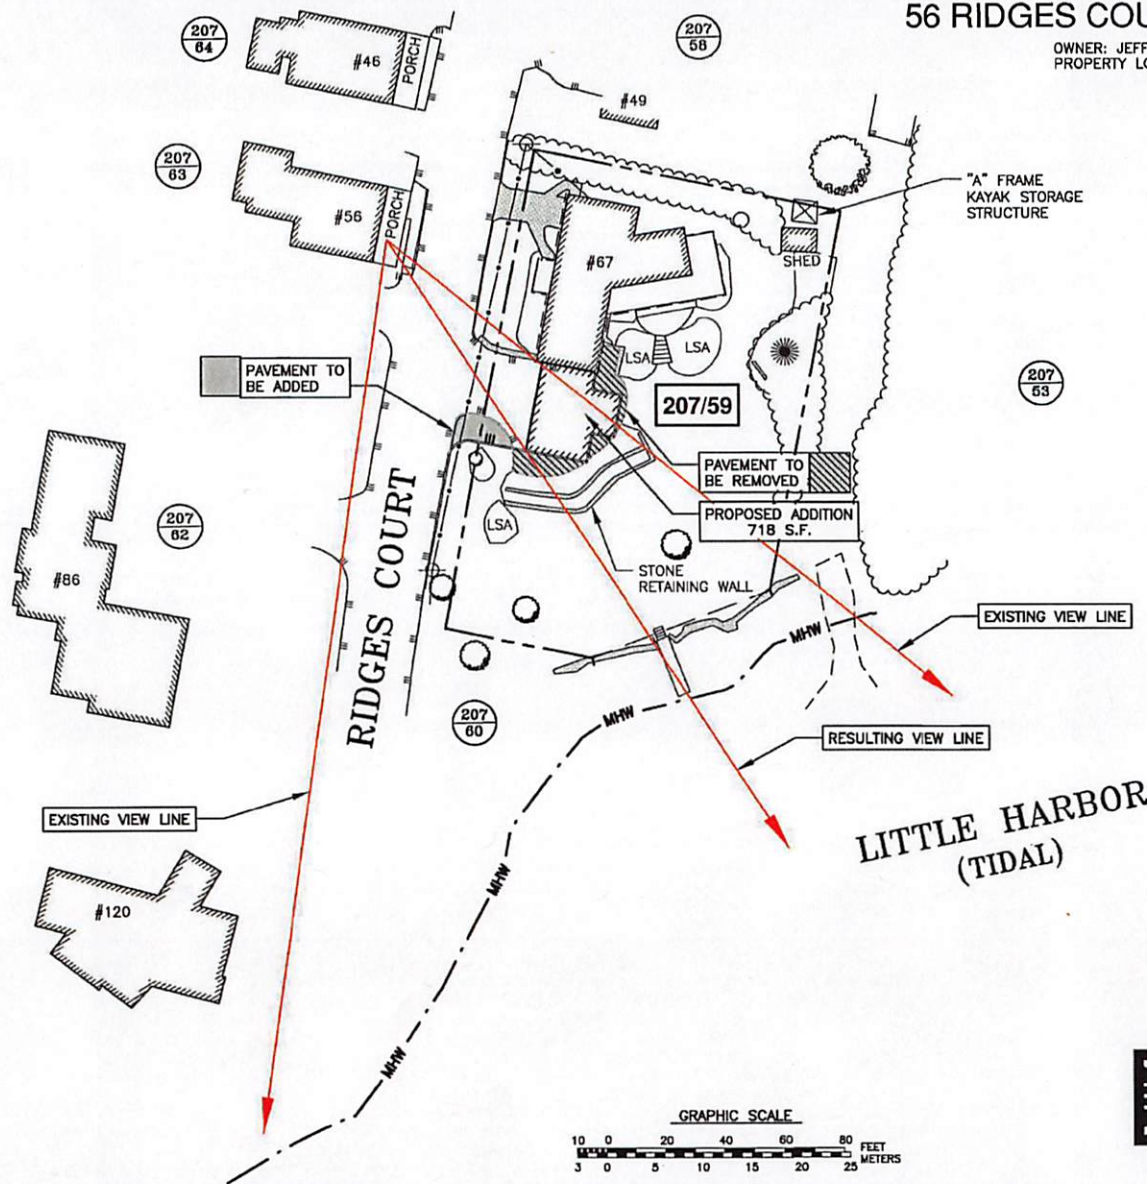 56 RIDGES COU
OWNER: JEFF
PROPERTY LO
207
64
#46
PORCH
207
58
#49
207
63
#56
PORCH
"A" FRAME
KAYAK STORAGE
STRUCTURE
#67
SHED
LSA
LSA
PAVEMENT TO
BE ADDED
207/59
207
53
PAVEMENT TO
BE REMOVED
PROPOSED ADDITION
718 S.F.
207
62
#86
LSA
RIDGES COURT
STONE
RETAINING WALL
MHW
EXISTING VIEW LINE
207
60
MHW
RESULTING VIEW LINE
EXISTING VIEW LINE
LITTLE HARBOR
(TIDAL)
#120
MHW
MHW
GRAPHIC SCALE
10 0 20 40 60 80 FEET
3 0 5 10 15 20 25 METERS